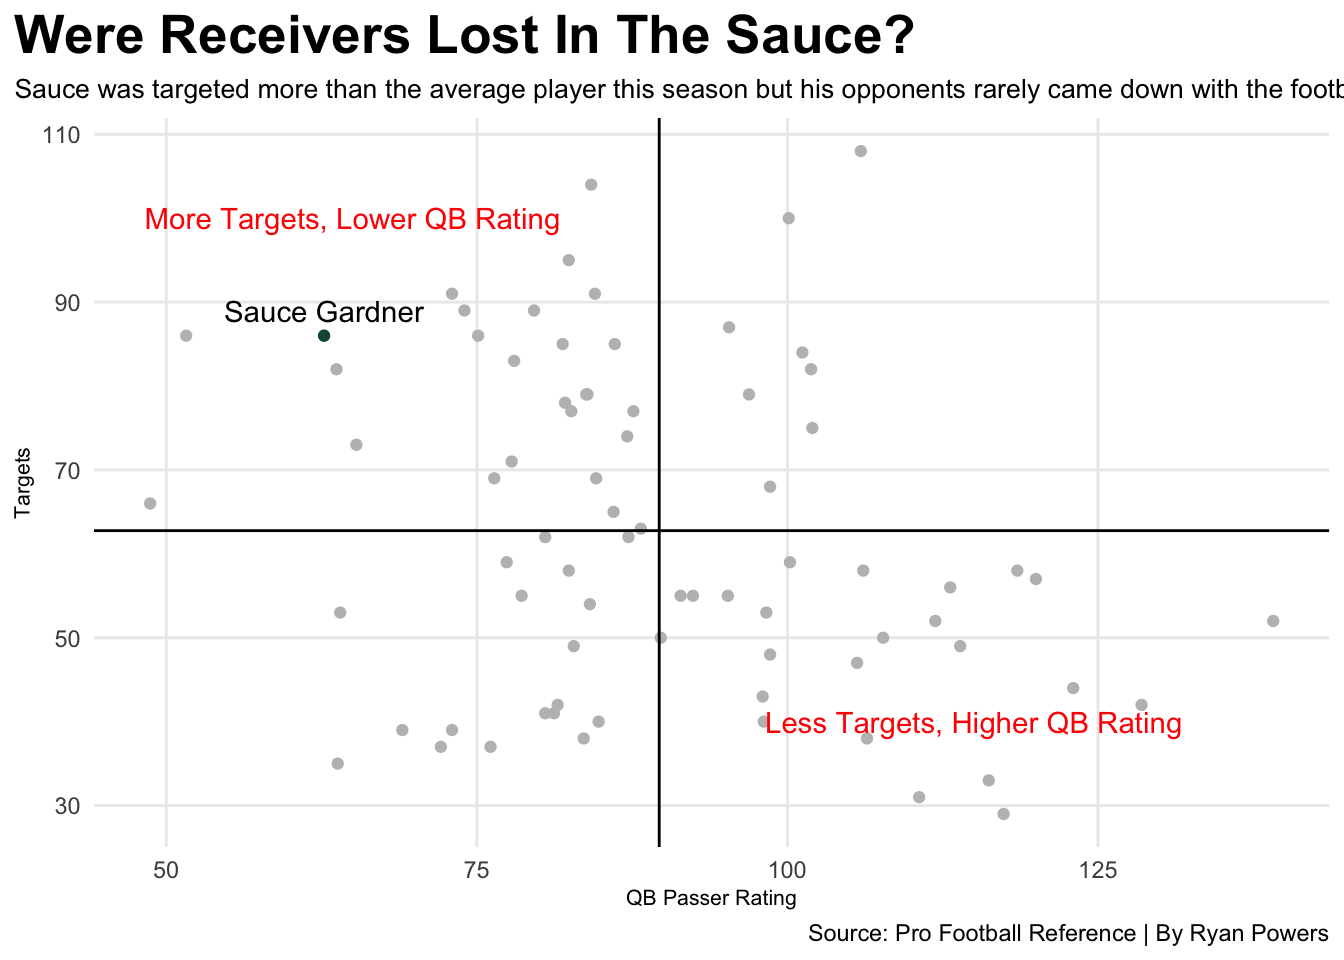 Were Receivers Lost In The Sauce?
Sauce was targeted more than the average player this season but his opponents rarely came down with the footb
110
More Targets, Lower QB Rating
90
Sauce Gardner
70
Targets
50
Less Targets, Higher QB Rating
30
50 75 100 125
QB Passer Rating
Source: Pro Football Reference | By Ryan Powers